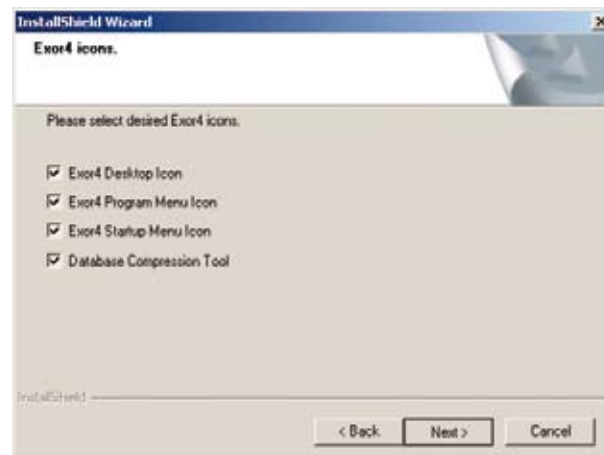 InstallShield Wizard
Exor4 icons.
Please select desired Exor4 icons.
Exor4 Desktop Icon
Exor4 Program Menu Icon
Exor4 Startup Menu Icon
Database Compression Tool
InstallShield
< Back
Next >
Cancel